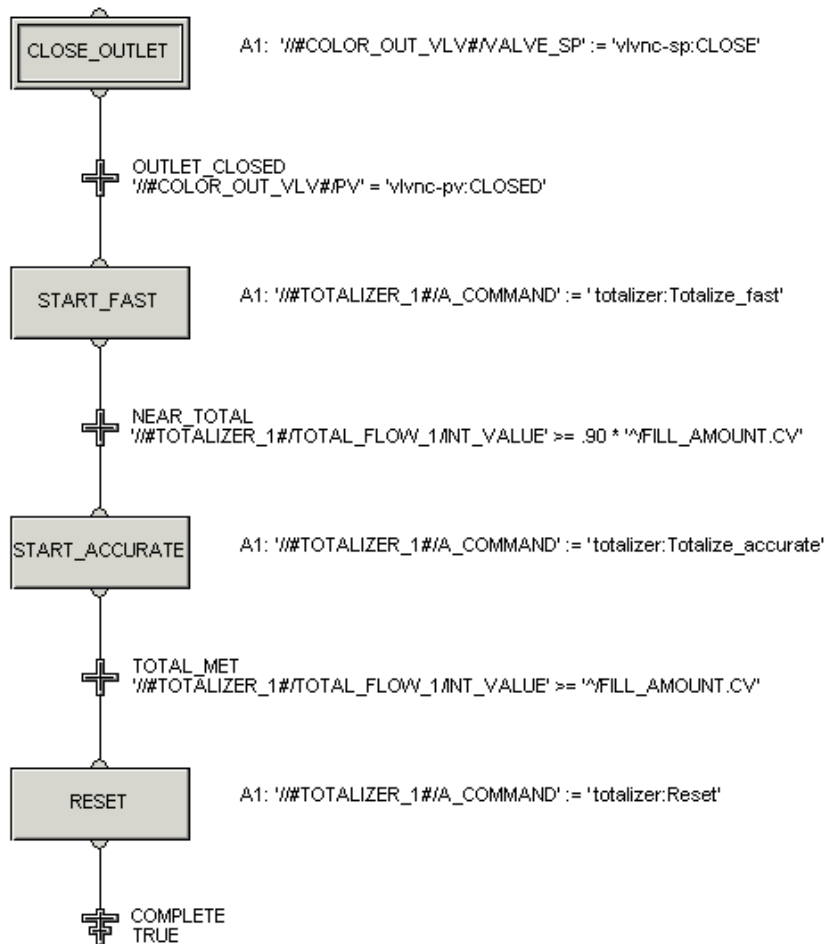 CLOSE_OUTLET
A1: '//#COLOR_OUT_VLV#/VALVE_SP' := 'vlvnc-sp:CLOSE'
OUTLET_CLOSED
'//#COLOR_OUT_VLV#/PV' = 'vlvnc-pv:CLOSED'
START_FAST
A1: '//#TOTALIZER_1#/A_COMMAND' := ' totalizer:Totalize_fast'
NEAR_TOTAL
'//#TOTALIZER_1#/TOTAL_FLOW_1/INT_VALUE' >= .90 * '^/FILL_AMOUNT.CV'
START_ACCURATE
A1: '//#TOTALIZER_1#/A_COMMAND' := 'totalizer:Totalize_accurate'
TOTAL_MET
'//#TOTALIZER_1#/TOTAL_FLOW_1/INT_VALUE' >= '^/FILL_AMOUNT.CV'
RESET
A1: '//#TOTALIZER_1#/A_COMMAND' := 'totalizer:Reset'
COMPLETE
TRUE